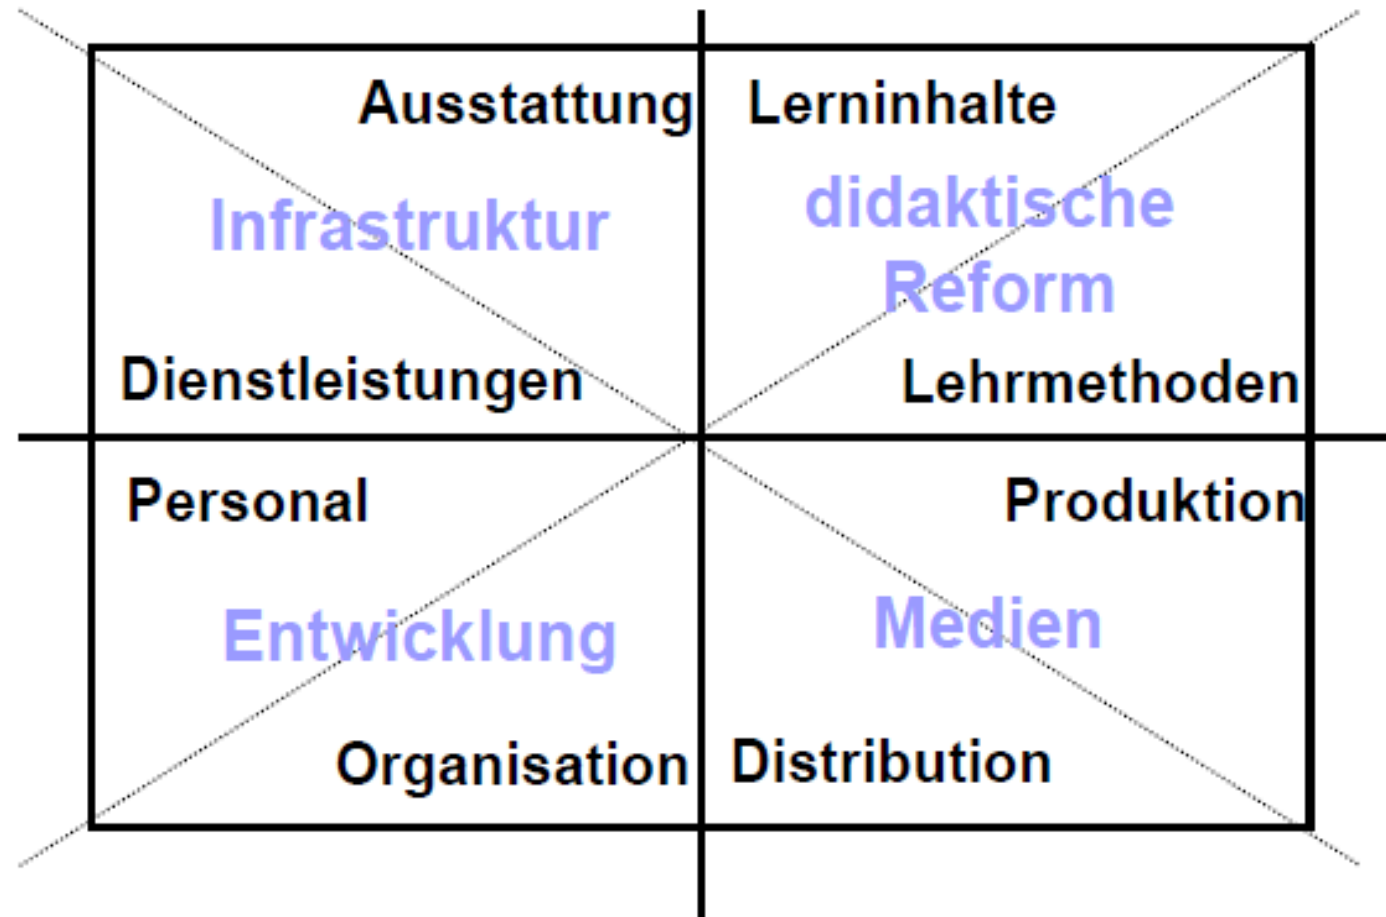 Ausstattung
Lerninhalte
Infrastruktur
didaktische
Reform
Dienstleistungen
Lehrmethoden
Personal
Produktion
Entwicklung
Medien
Organisation
Distribution